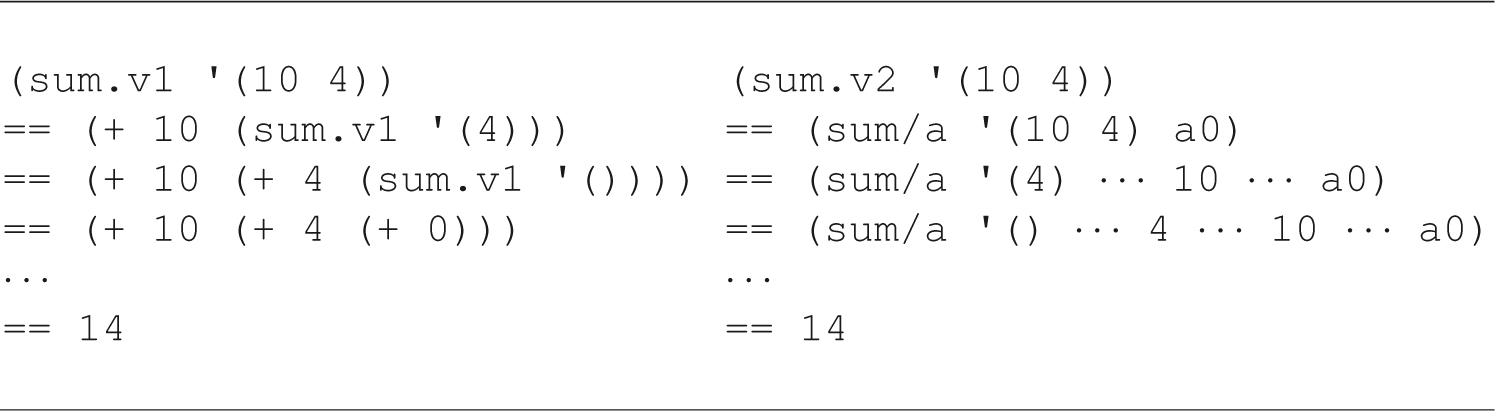 (sum.v1 '(10 4))
== (+ 10 (sum.v1 '(4)))
== (+ 10 (+ 4 (sum.v1 '())))
== (+ 10 (+ 4 (+ 0)))
...
== 14
(sum.v2 '(10 4))
== (sum/a '(10 4) a0)
== (sum/a '(4) ··· 10 ··· a0)
== (sum/a '() ··· 4 ··· 10 ··· a0)
...
== 14